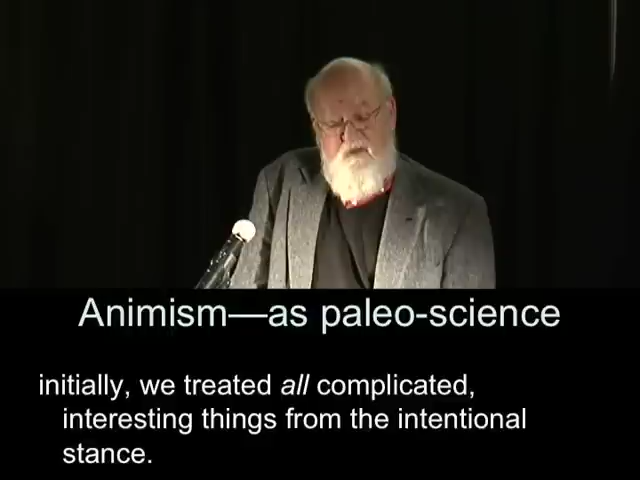 Animism—as paleo-science
initially, we treated all complicated,
interesting things from the intentional
stance.